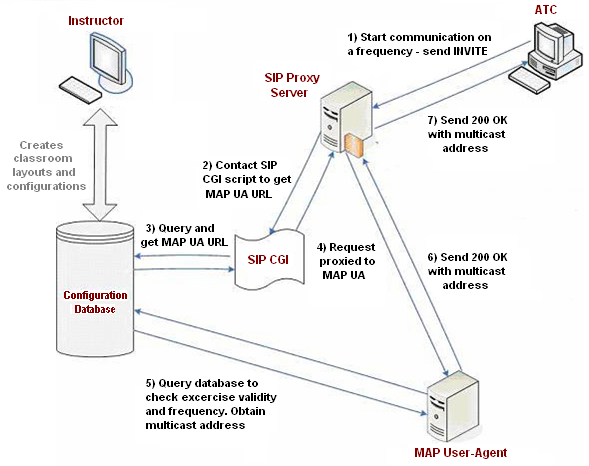 Instructor
ATC
1) Start communication on
a frequency - send INVITE
SIP Proxy
Server
7) Send 200 OK
with multicast
address
Creates
classroom
layouts and
configurations
2) Contact SIP
CGI script to get
MAP UA URL
3) Query and
get MAP UA URL
SIP CGI
4) Request
proxied to
MAP UA
6) Send 200 OK
with multicast
address
Configuration
Database
5) Query database to
check excercise validity
and frequency. Obtain
multicast address
MAP User-Agent